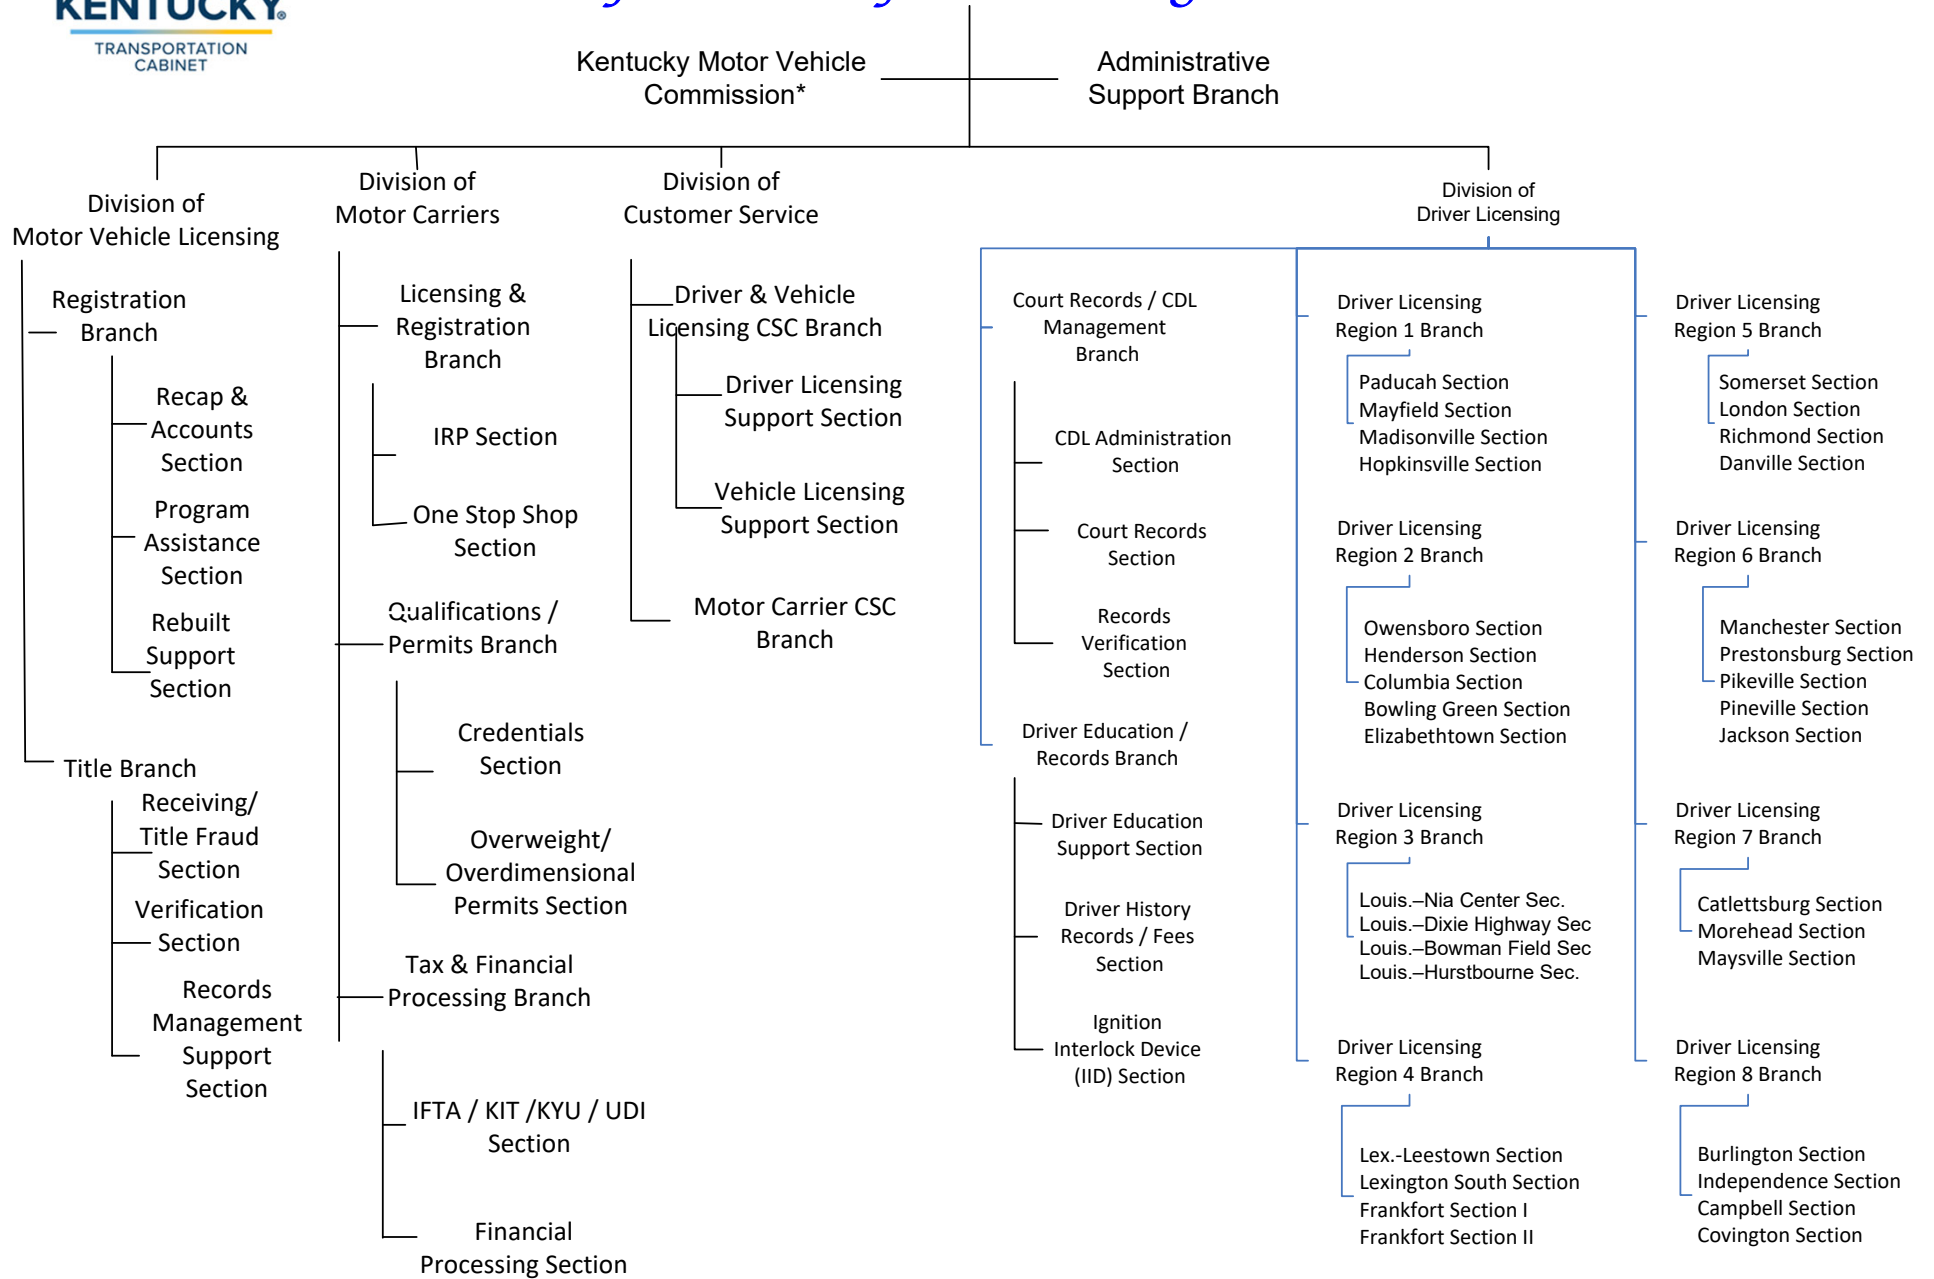 KENTUCKY®
TRANSPORTATION
CABINET
Kentucky Motor Vehicle
Commission*
Administrative
Support Branch
Division of
Motor Vehicle Licensing
Registration
Branch
Recap &
Accounts
Section
Program
Assistance
Section
Rebuilt
Support
Section
Title Branch
Receiving/
Title Fraud
Section
Verification
Section
Records
Management
Support
Section
Division of
Motor Carriers
Licensing &
Registration
Branch
IRP Section
One Stop Shop
Section
Qualifications /
Permits Branch
Credentials
Section
Overweight/
Overdimensional
Permits Section
Tax & Financial
Processing Branch
IFTA / KIT /KYU / UDI
Section
Financial
Processing Section
Division of
Customer Service
Driver & Vehicle
Licensing CSC Branch
Driver Licensing
Support Section
Vehicle Licensing
Support Section
Motor Carrier CSC
Branch
Division of
Driver Licensing
Court Records / CDL
Management
Branch
CDL Administration
Section
Court Records
Section
Records
Verification
Section
Driver Education /
Records Branch
Driver Education
Support Section
Driver History
Records / Fees
Section
Ignition
Interlock Device
(IID) Section
Driver Licensing
Region 1 Branch
Paducah Section
Mayfield Section
Madisonville Section
Hopkinsville Section
Driver Licensing
Region 2 Branch
Owensboro Section
Henderson Section
Columbia Section
Bowling Green Section
Elizabethtown Section
Driver Licensing
Region 3 Branch
Louis.–Nia Center Sec.
Louis.–Dixie Highway Sec
Louis.–Bowman Field Sec
Louis.–Hurstbourne Sec.
Driver Licensing
Region 4 Branch
Lex.-Leestown Section
Lexington South Section
Frankfort Section I
Frankfort Section II
Driver Licensing
Region 5 Branch
Somerset Section
London Section
Richmond Section
Danville Section
Driver Licensing
Region 6 Branch
Manchester Section
Prestonsburg Section
Pikeville Section
Pineville Section
Jackson Section
Driver Licensing
Region 7 Branch
Catlettsburg Section
Morehead Section
Maysville Section
Driver Licensing
Region 8 Branch
Burlington Section
Independence Section
Campbell Section
Covington Section